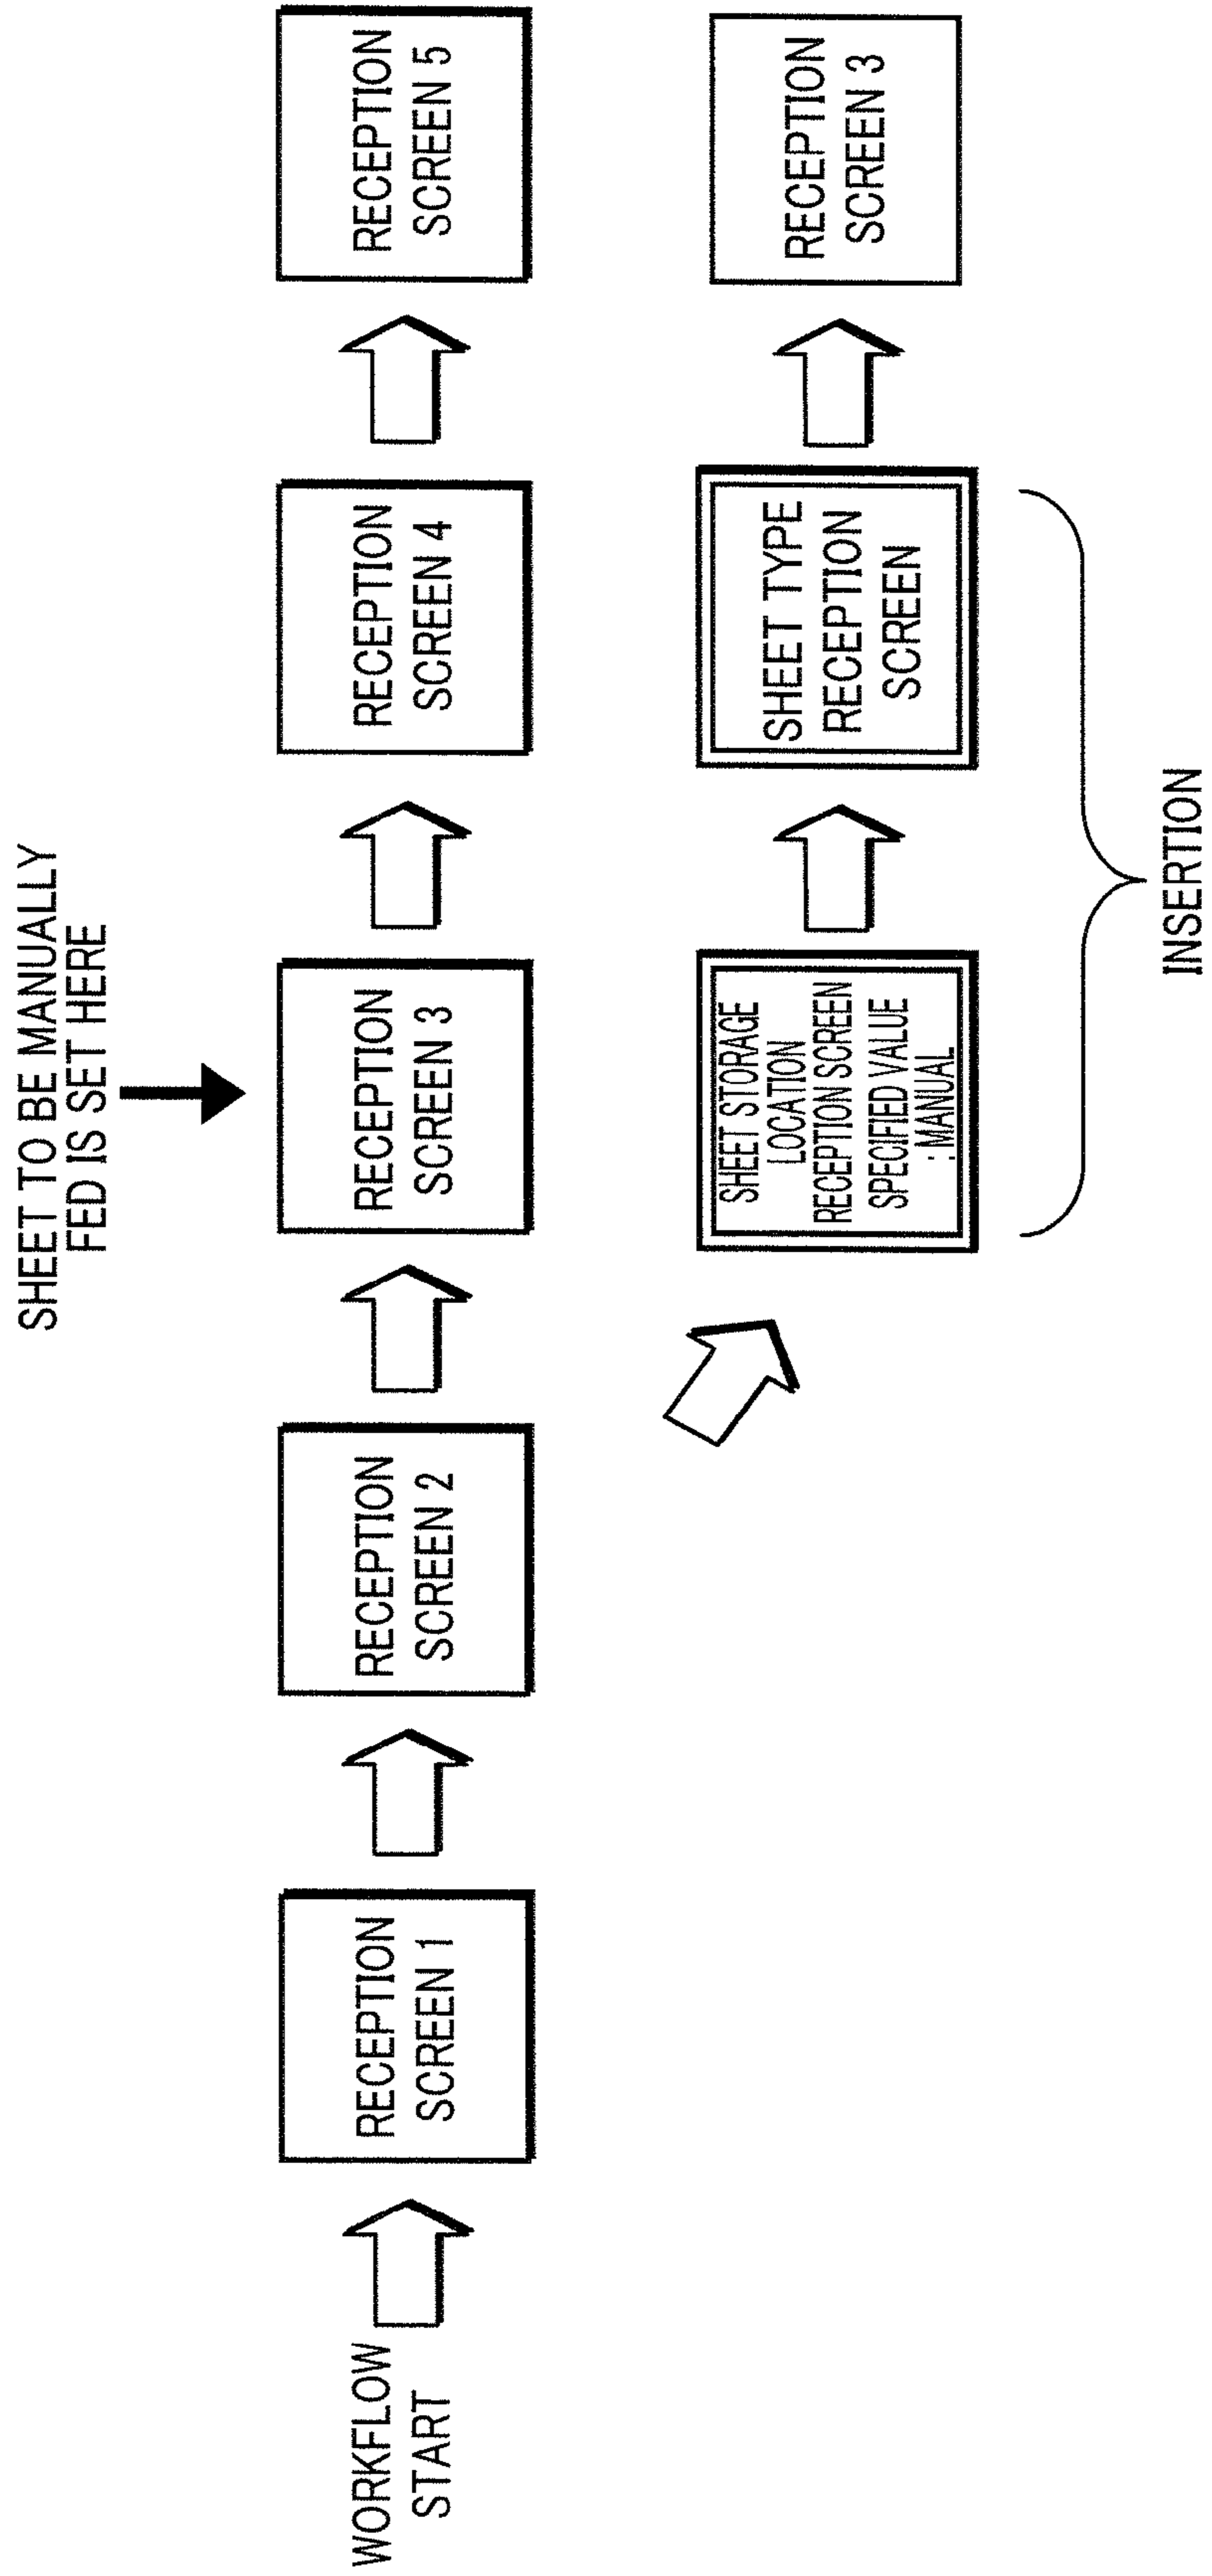 SHEET TO BE MANUALLY
FED IS SET HERE
WORKFLOW
START
RECEPTION
SCREEN 1
RECEPTION
SCREEN 2
RECEPTION
SCREEN 3
RECEPTION
SCREEN 4
RECEPTION
SCREEN 5
SHEET STORAGE
LOCATION
RECEPTION SCREEN
SPECIFIED VALUE
: MANUAL
SHEET TYPE
RECEPTION
SCREEN
RECEPTION
SCREEN 3
INSERTION